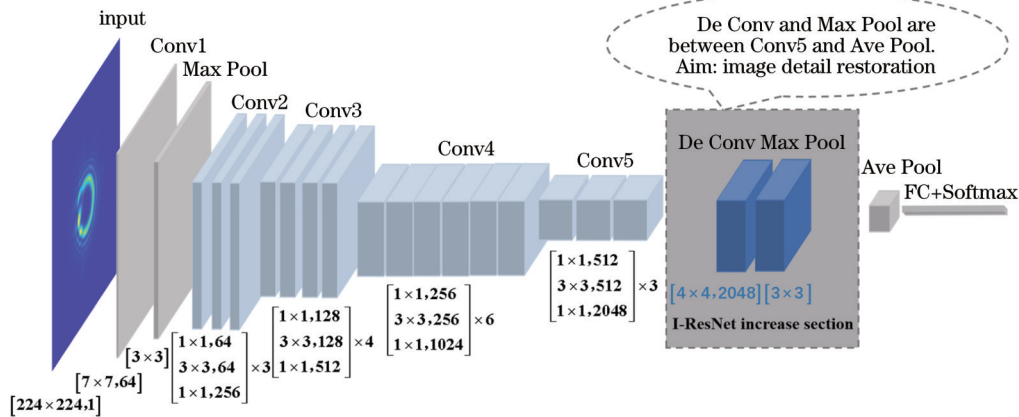 input
Conv1
Max Pool
Conv2
Conv3
Conv4
Conv5
De Conv and Max Pool are
between Conv5 and Ave Pool.
Aim: image detail restoration
De Conv Max Pool
Ave Pool
FC+Softmax
[224×224,1]
[7×7,64]
[3×3]
1×1,64
3×3,64 ×3
1×1,256
1×1,128
3×3,128 ×4
1×1,512
1×1,256
3×3,256 ×6
1×1,1024
1×1,512
3×3,512 ×3
1×1,2048
[4×4,2048][3×3]
I-ResNet increase section